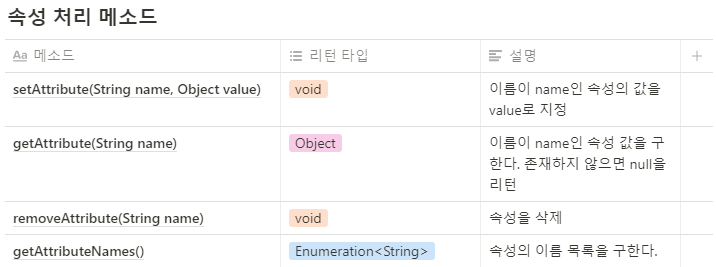 속성 처리 메소드
Aa 메소드 리턴 타입 설명 +
setAttribute(String name, Object value) void 이름이 name인 속성의 값을
value로 지정
getAttribute(String name) Object 이름이 name인 속성 값을 구
한다. 존재하지 않으면 null을
리턴
removeAttribute(String name) void 속성을 삭제
getAttributeNames() Enumeration<String> 속성의 이름 목록을 구한다.